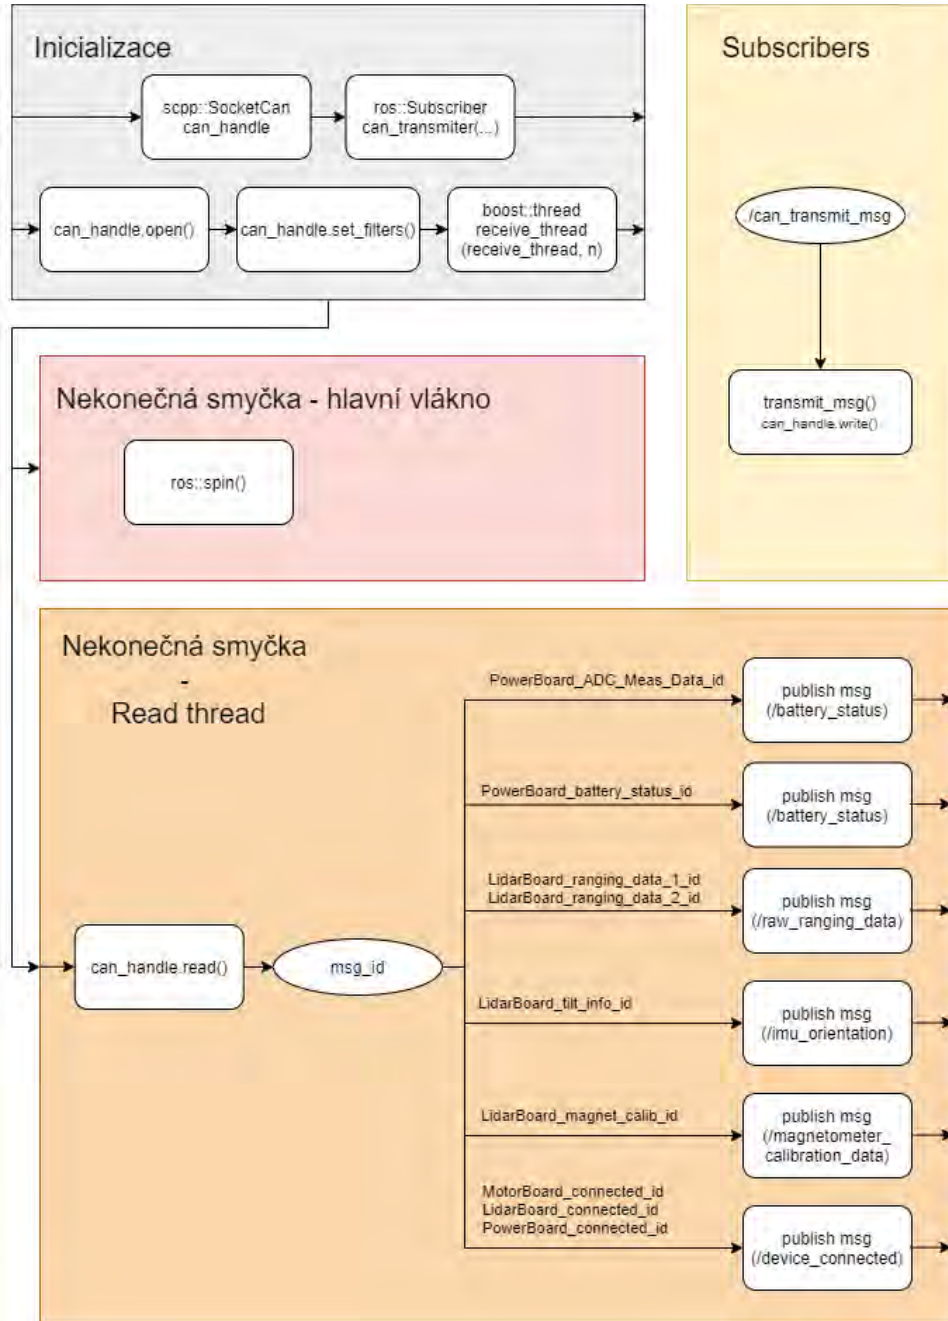 Inicializace
scpp::SocketCan
can_handle
ros::Subscriber
can_transmiter(...)
can_handle.open()
can_handle.set_filters()
boost::thread
receive_thread
(receive_thread, n)
Subscribers
/can_transmit_msg
transmit_msg()
can_handle.write()
Nekonečná smyčka - hlavní vlákno
ros::spin()
Nekonečná smyčka
-
Read thread
can_handle.read()
msg_id
PowerBoard_ADC_Meas_Data_id
publish msg
(/battery_status)
PowerBoard_battery_status_id
publish msg
(/battery_status)
LidarBoard_ranging_data_1_id
LidarBoard_ranging_data_2_id
publish msg
(/raw_ranging_data)
LidarBoard_tilt_info_id
publish msg
(/imu_orientation)
LidarBoard_magnet_calib_id
publish msg
(/magnetometer_
calibration_data)
MotorBoard_connected_id
LidarBoard_connected_id
PowerBoard_connected_id
publish msg
(/device_connected)